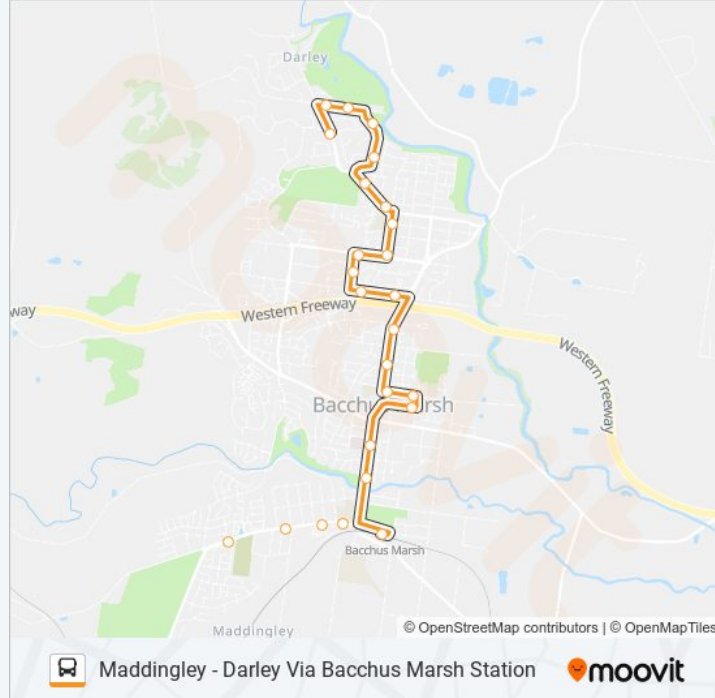 Darley
way
Western Freeway
Western Freeway
Bacchus Marsh
Bacchus Marsh
Maddingley
© OpenStreetMap contributors | © OpenMapTiles
Maddingley - Darley Via Bacchus Marsh Station
moovit